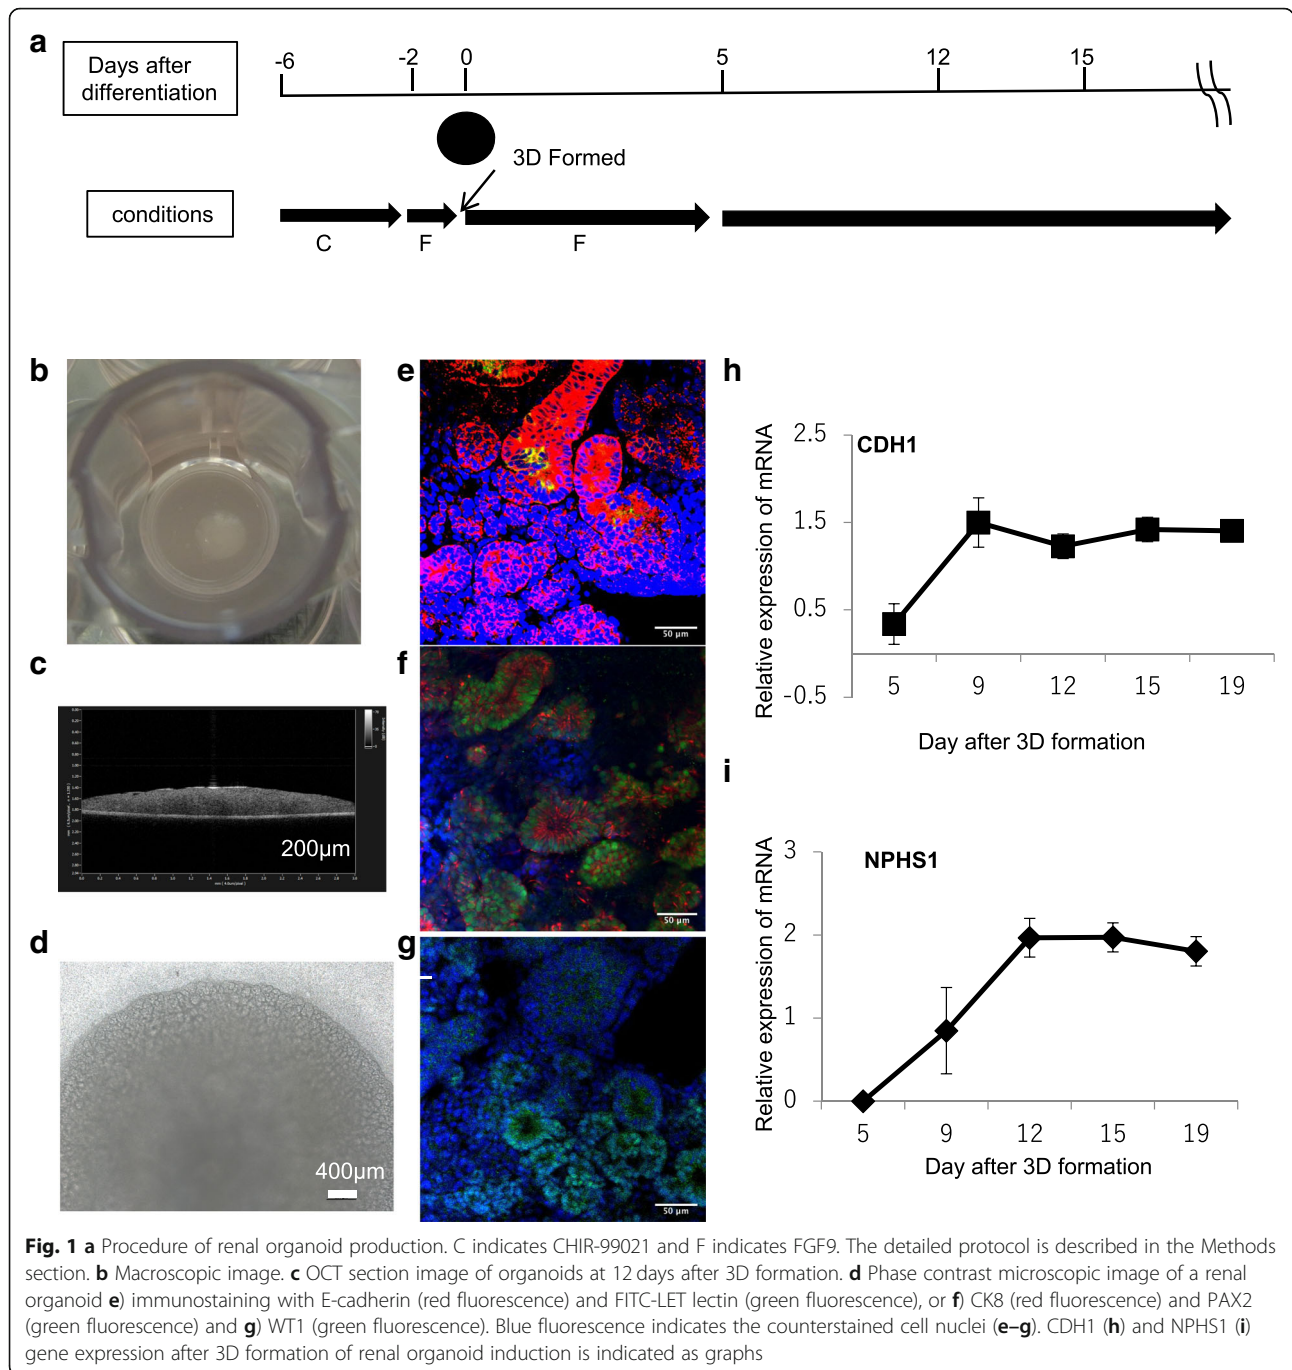 a
Days after
differentiation
-6 -2 0 5 12 15
3D Formed
conditions
C F F
b
c
200μm
d
400μm
e
50 μm
f
50 μm
g
50 μm
h
CDH1
Relative expression of mRNA
2.5
1.5
0.5
-0.5
5 9 12 15 19
Day after 3D formation
i
NPHS1
Relative expression of mRNA
3
2
1
0
5 9 12 15 19
Day after 3D formation
Fig. 1 a Procedure of renal organoid production. C indicates CHIR-99021 and F indicates FGF9. The detailed protocol is described in the Methods
section. b Macroscopic image. c OCT section image of organoids at 12 days after 3D formation. d Phase contrast microscopic image of a renal
organoid e) immunostaining with E-cadherin (red fluorescence) and FITC-LET lectin (green fluorescence), or f) CK8 (red fluorescence) and PAX2
(green fluorescence) and g) WT1 (green fluorescence). Blue fluorescence indicates the counterstained cell nuclei (e–g). CDH1 (h) and NPHS1 (i)
gene expression after 3D formation of renal organoid induction is indicated as graphs